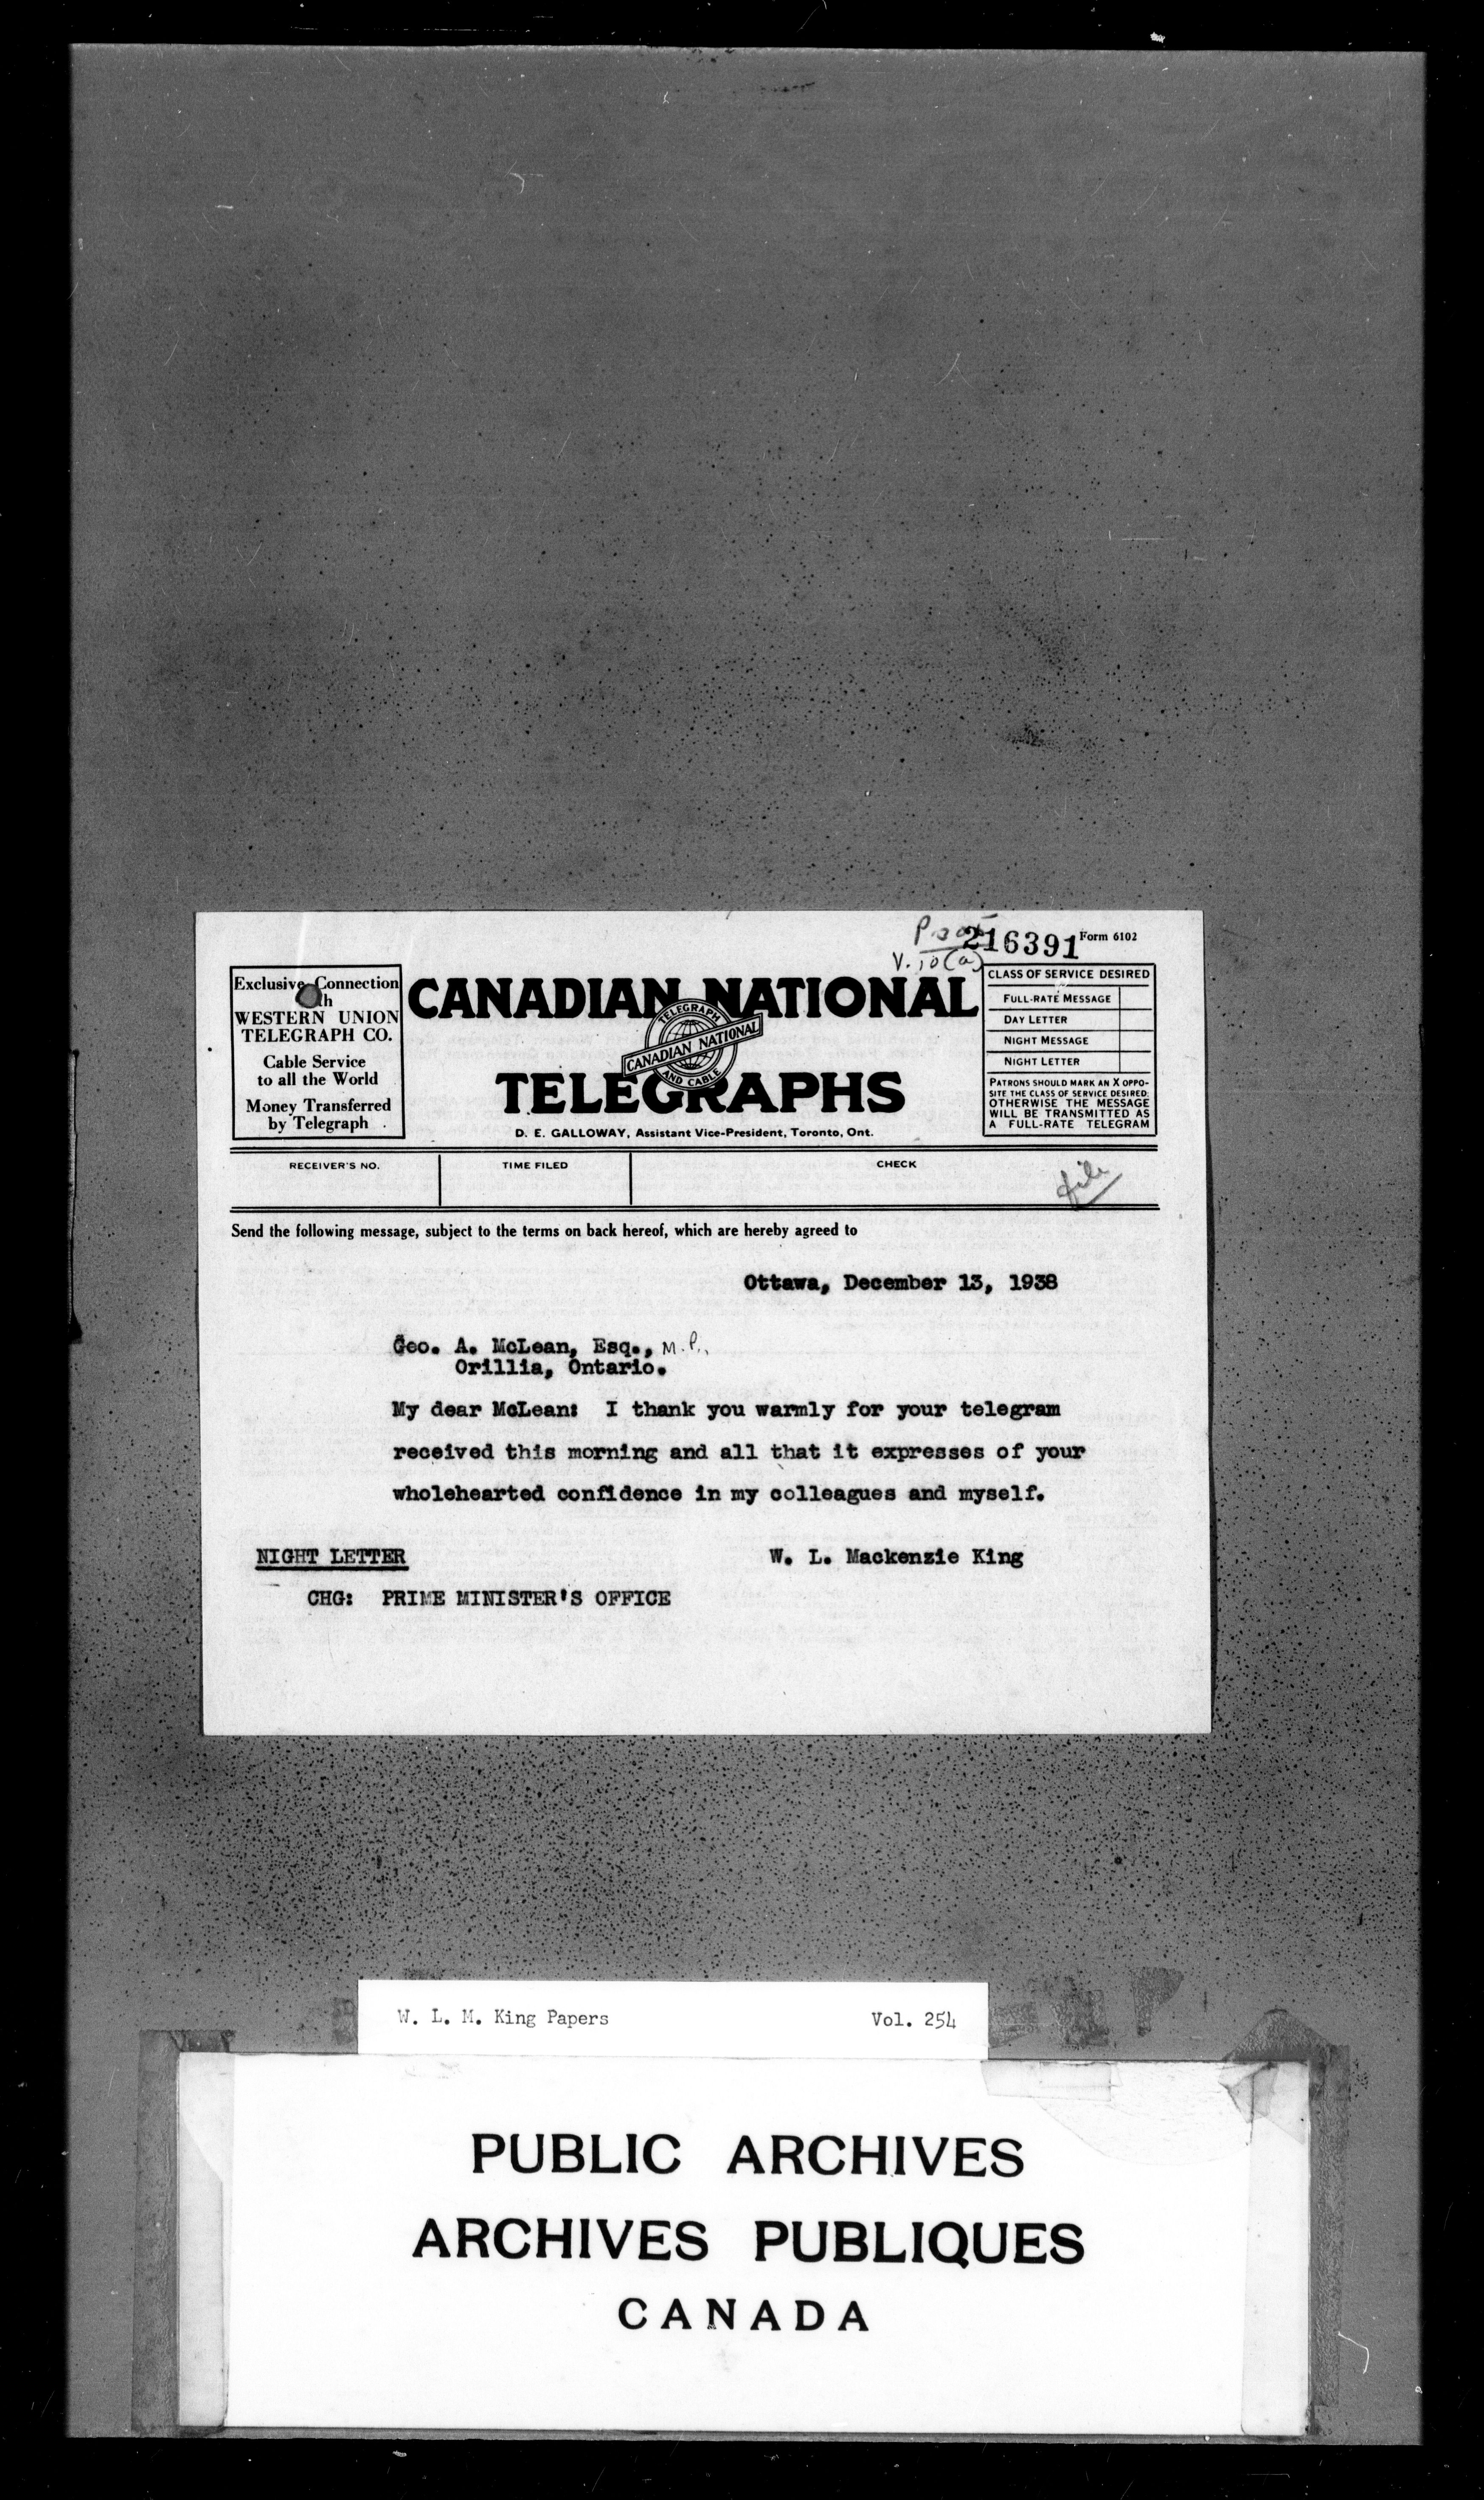 216391
Form 6102
V. 10(a)
Exclusive Connection
WESTERN UNION
TELEGRAPH CO.
Cable Service
to all the World
Money Transferred
by Telegraph
CANADIAN NATIONAL
TELEGRAPH
CANADIAN NATIONAL
AND CABLE
TELEGRAPHS
D. E. GALLOWAY, Assistant Vice-President, Toronto, Ont.
CLASS OF SERVICE DESIRED
FULL-RATE MESSAGE
DAY LETTER
NIGHT MESSAGE
NIGHT LETTER
PATRONS SHOULD MARK AN X OPPO-
SITE THE CLASS OF SERVICE DESIRED:
OTHERWISE THE MESSAGE
WILL BE TRANSMITTED AS
A FULL-RATE TELEGRAM
RECEIVER'S NO.
TIME FILED
CHECK
file
Send the following message, subject to the terms on back hereof, which are hereby agreed to
Ottawa, December 13, 1938
Geo. A. McLean, Esq., M.P.,
Orillia, Ontario.
My dear McLean: I thank you warmly for your telegram
received this morning and all that it expresses of your
wholehearted confidence in my colleagues and myself.
NIGHT LETTER
W. L. Mackenzie King
CHG: PRIME MINISTER'S OFFICE
W. L. M. King Papers
Vol. 254
PUBLIC ARCHIVES
ARCHIVES PUBLIQUES
CANADA